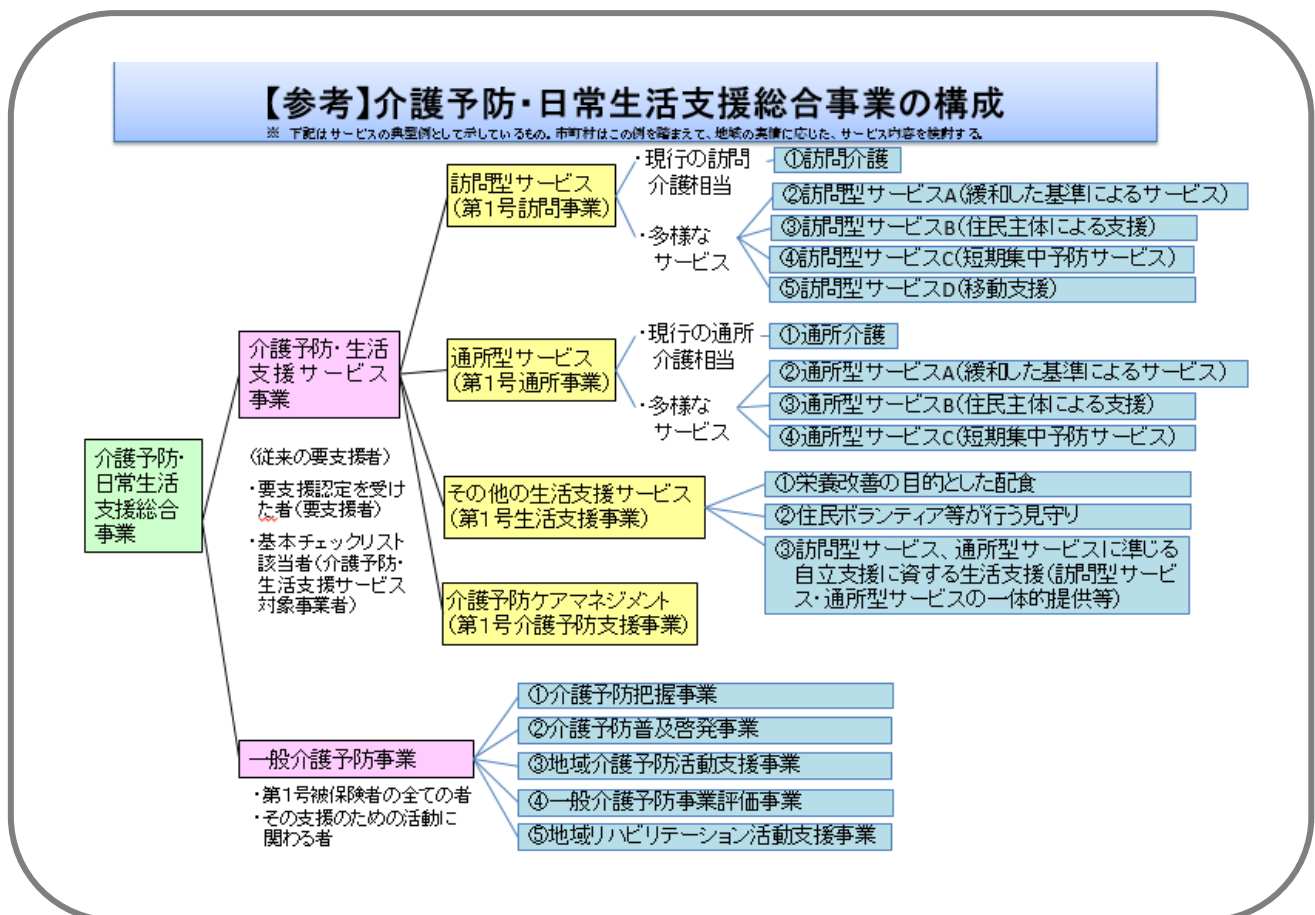 【参考】介護予防・日常生活支援総合事業の構成
※ 下記はサービスの典型例として示しているもの。市町村はこの例を踏まえて、地域の実情に応じた、サービス内容を検討する。
介護予防・
日常生活
支援総合
事業
介護予防・生活
支援サービス
事業
(従来の要支援者)
・要支援認定を受け
た者(要支援者)
・基本チェックリスト
該当者(介護予防・
生活支援サービス
対象事業者)
訪問型サービス
(第1号訪問事業)
・現行の訪問
介護相当
①訪問介護
・多様な
サービス
②訪問型サービスA(緩和した基準によるサービス)
③訪問型サービスB(住民主体による支援)
④訪問型サービスC(短期集中予防サービス)
⑤訪問型サービスD(移動支援)
通所型サービス
(第1号通所事業)
・現行の通所
介護相当
①通所介護
・多様な
サービス
②通所型サービスA(緩和した基準によるサービス)
③通所型サービスB(住民主体による支援)
④通所型サービスC(短期集中予防サービス)
その他の生活支援サービス
(第1号生活支援事業)
①栄養改善の目的とした配食
②住民ボランティア等が行う見守り
③訪問型サービス、通所型サービスに準じる
自立支援に資する生活支援(訪問型サービ
ス・通所型サービスの一体的提供等)
介護予防ケアマネジメント
(第1号介護予防支援事業)
一般介護予防事業
・第1号被保険者の全ての者
・その支援のための活動に
関わる者
①介護予防把握事業
②介護予防普及啓発事業
③地域介護予防活動支援事業
④一般介護予防事業評価事業
⑤地域リハビリテーション活動支援事業